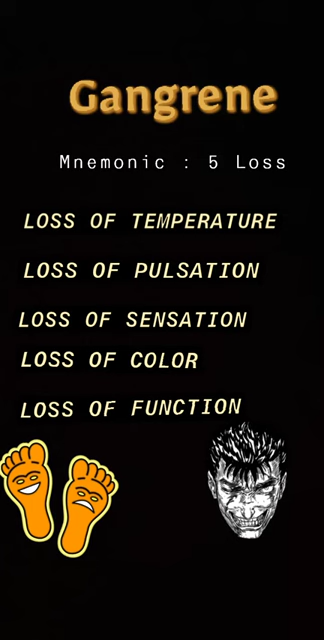 Gangrene
Mnemonic : 5 Loss
LOSS OF TEMPERATURE
LOSS OF PULSATION
LOSS OF SENSATION
LOSS OF COLOR
LOSS OF FUNCTION